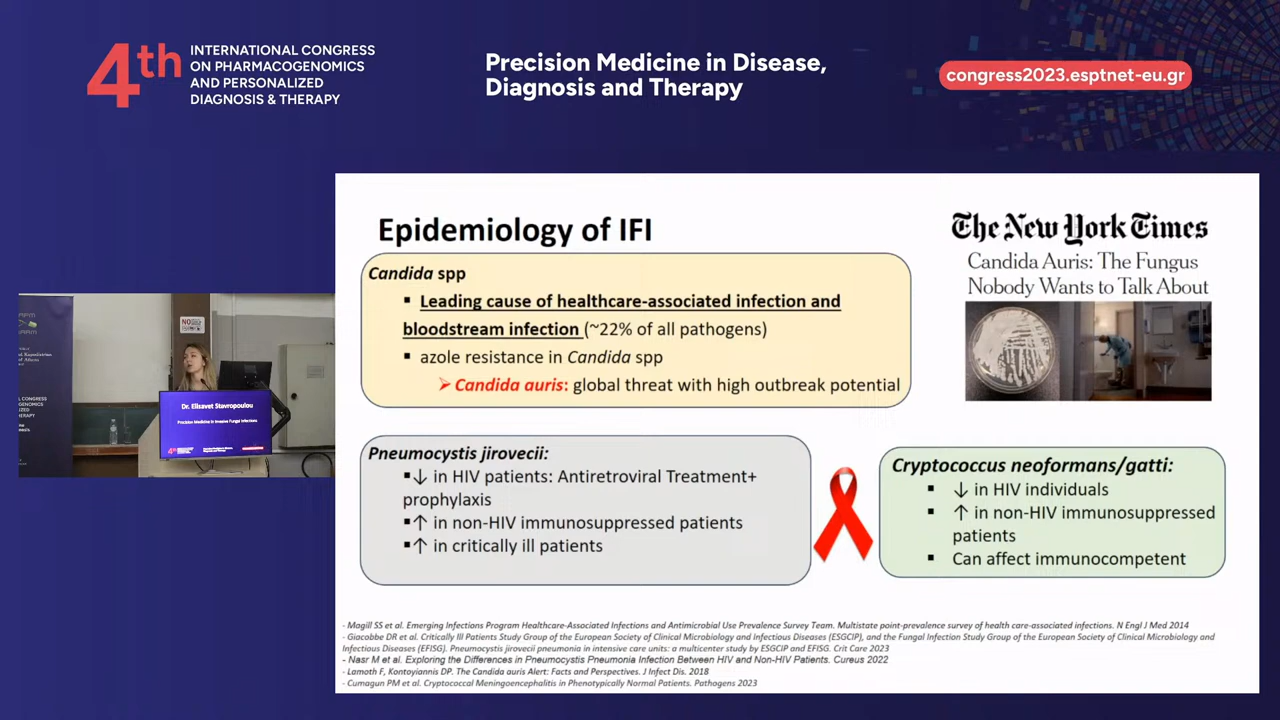 4th
INTERNATIONAL CONGRESS
ON PHARMACOGENOMICS
AND PERSONALIZED
DIAGNOSIS & THERAPY
Precision Medicine in Disease,
Diagnosis and Therapy
congress2023.esptnet-eu.gr
Epidemiology of IFI
The New York Times
Candida Auris: The Fungus
Nobody Wants to Talk About
Candida spp
▪ Leading cause of healthcare-associated infection and
bloodstream infection (~22% of all pathogens)
▪ azole resistance in Candida spp
➢ Candida auris: global threat with high outbreak potential
Pneumocystis jirovecii:
▪↓ in HIV patients: Antiretroviral Treatment+
prophylaxis
▪↑ in non-HIV immunosuppressed patients
▪↑ in critically ill patients
Cryptococcus neoformans/gatti:
▪ ↓ in HIV individuals
▪ ↑ in non-HIV immunosuppressed
patients
▪ Can affect immunocompetent
- Magill SS et al. Emerging Infections Program Healthcare-Associated Infections and Antimicrobial Use Prevalence Survey Team. Multistate point-prevalence survey of health care-associated infections. N Engl J Med 2014
- Giacobbe DR et al. Critically Ill Patients Study Group of the European Society of Clinical Microbiology and Infectious Diseases (ESGCIP), and the Fungal Infection Study Group of the European Society of Clinical Microbiology and
Infectious Diseases (EFISG). Pneumocystis jirovecii pneumonia in intensive care units: a multicenter study by ESGCIP and EFISG. Crit Care 2023
- Nasr M et al. Exploring the Differences in Pneumocystis Pneumonia Infection Between HIV and Non-HIV Patients. Cureus 2022
- Lamoth F, Kontoyiannis DP. The Candida auris Alert: Facts and Perspectives. J Infect Dis. 2018
- Cumagun PM et al. Cryptococcal Meningoencephalitis in Phenotypically Normal Patients. Pathogens 2023
Dr. Elisavet Stavropoulou
Precision Medicine in Invasive Fungal Infections